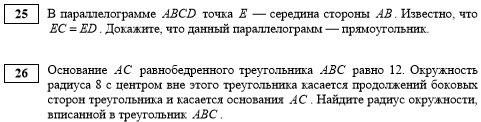 25 В параллелограмме ABCD точка E — середина стороны AB. Известно, что
EC = ED. Докажите, что данный параллелограмм — прямоугольник.
26 Основание AC равнобедренного треугольника ABC равно 12. Окружность
радиуса 8 с центром вне этого треугольника касается продолжений боковых
сторон треугольника и касается основания AC. Найдите радиус окружности,
вписанной в треугольник ABC.